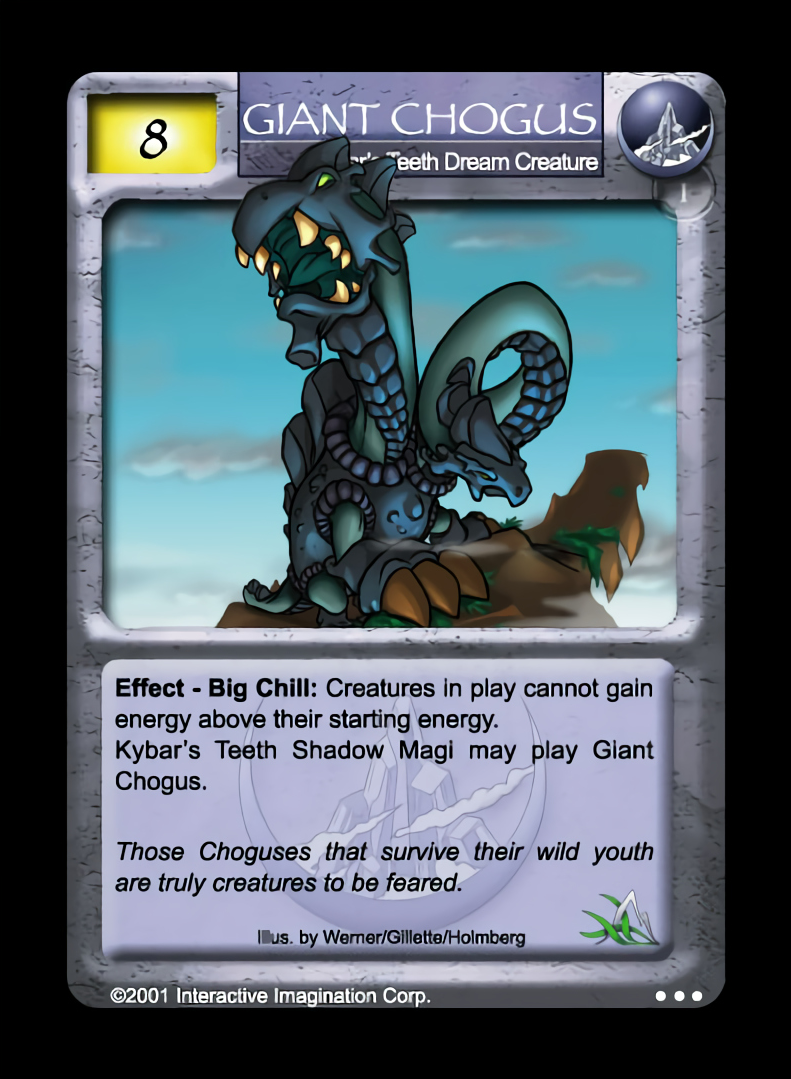 8
GIANT CHOGUS
ar's Teeth Dream Creature
I
Effect - Big Chill: Creatures in play cannot gain
energy above their starting energy.
Kybar's Teeth Shadow Magi may play Giant
Chogus.
Those Choguses that survive their wild youth
are truly creatures to be feared.
Illus. by Werner/Gillette/Holmberg
©2001 Interactive Imagination Corp.